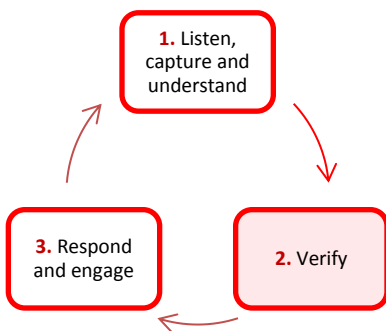 1. Listen,
capture and
understand
3. Respond
and engage
2. Verify